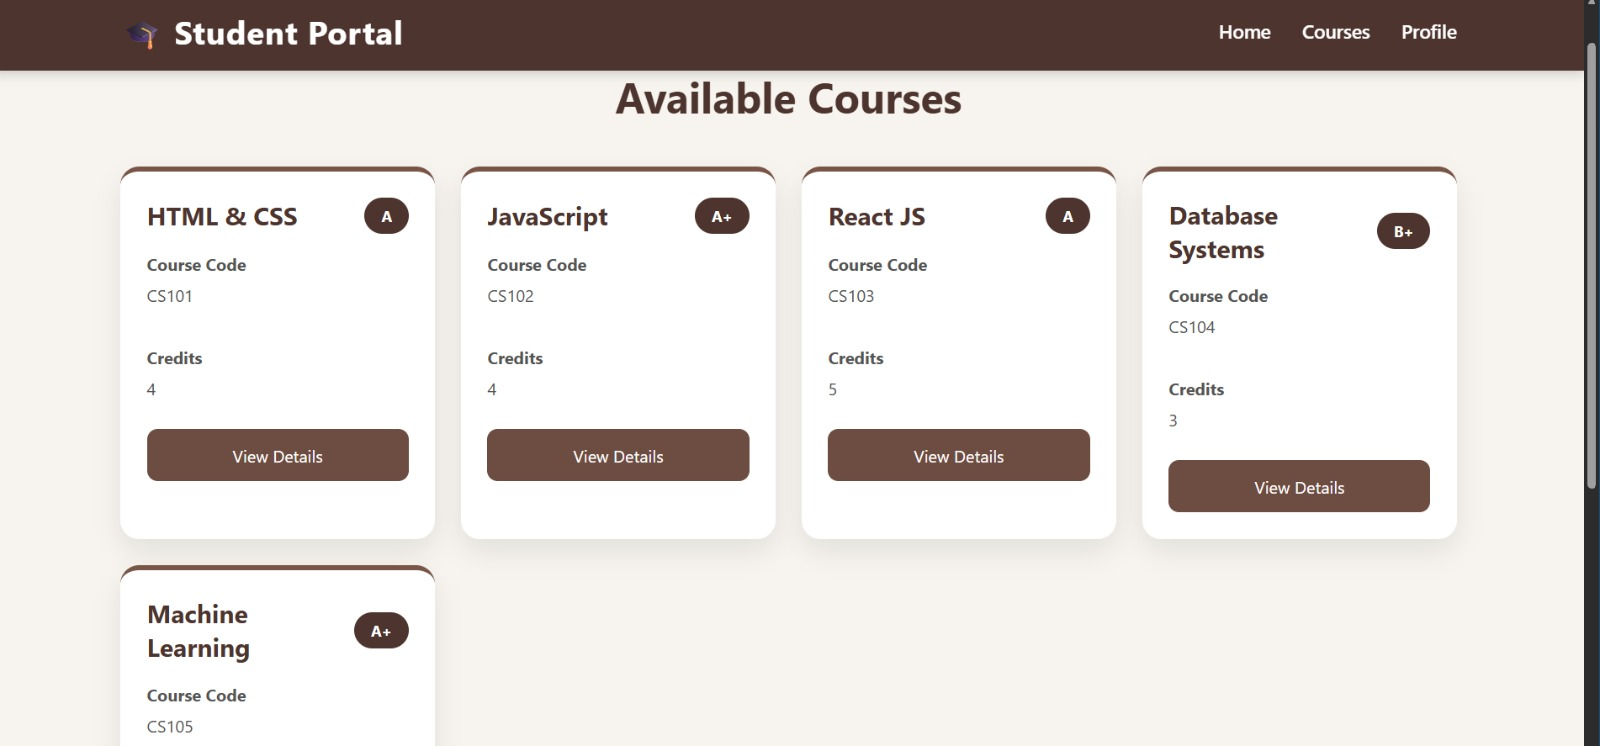 Student Portal
Home Courses Profile
Available Courses
HTML & CSS
A
Course Code
CS101
Credits
4
View Details
JavaScript
A+
Course Code
CS102
Credits
4
View Details
React JS
A
Course Code
CS103
Credits
5
View Details
Database
Systems
B+
Course Code
CS104
Credits
3
View Details
Machine
Learning
A+
Course Code
CS105